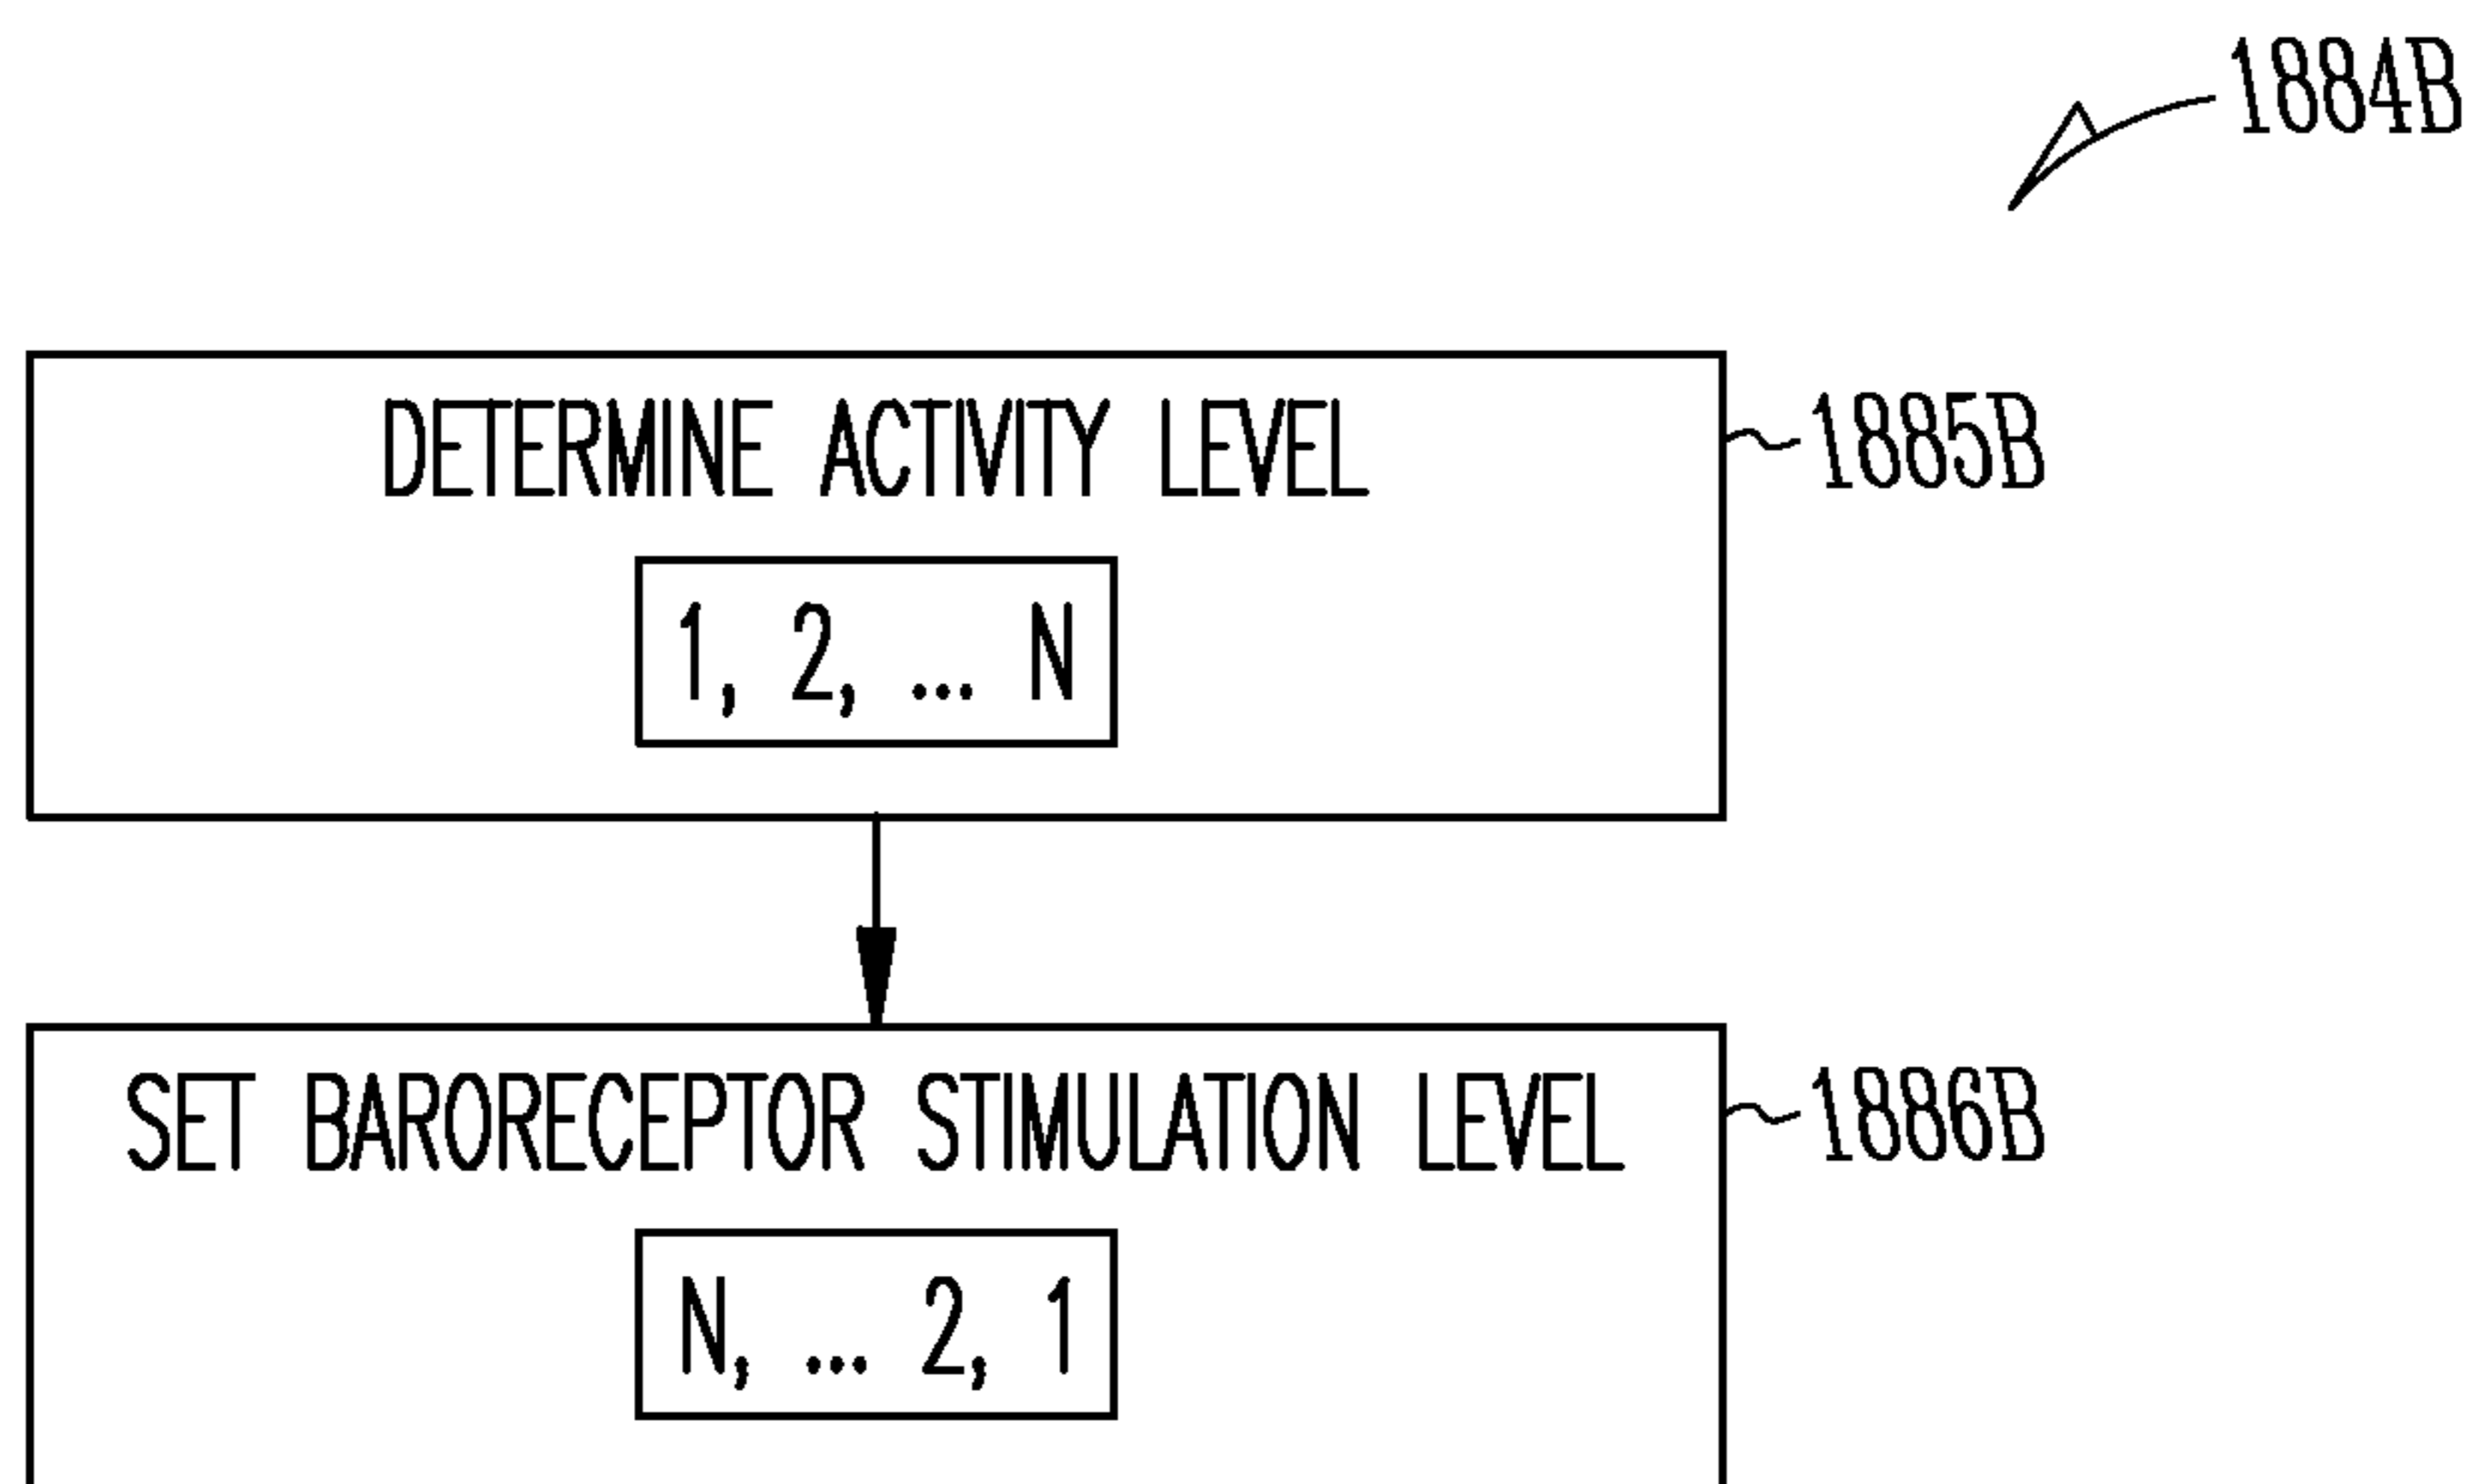 1884B
DETERMINE ACTIVITY LEVEL
1885B
1, 2, ... N
SET BARORECEPTOR STIMULATION LEVEL
1886B
N, ... 2, 1